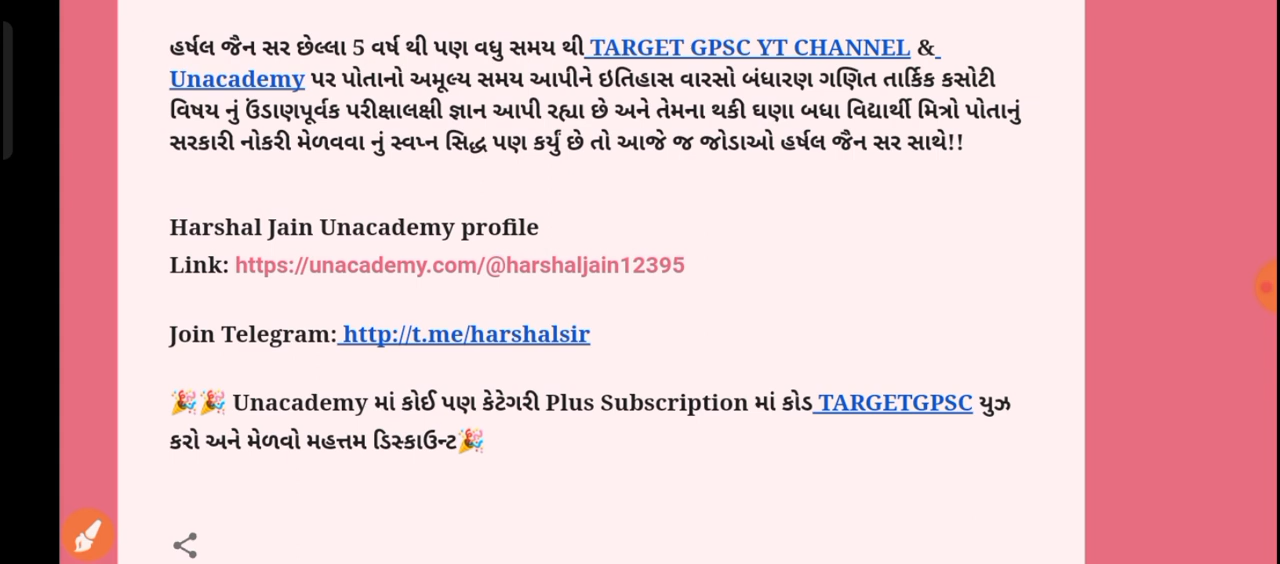 હર્ષલ જૈન સર છેલ્લા 5 વર્ષ થી પણ વધુ સમય થી TARGET GPSC YT CHANNEL &
Unacademy પર પોતાનો અમૂલ્ય સમય આપીને ઇતિહાસ વારસો બંધારણ ગણિત તાર્કિક કસોટી
વિષય નું ઉંડાણપૂર્વક પરીક્ષાલક્ષી જ્ઞાન આપી રહ્યા છે અને તેમના થકી ઘણા બધા વિદ્યાર્થી મિત્રો પોતાનું
સરકારી નોકરી મેળવવા નું સ્વપ્ન સિદ્ધ પણ કર્યું છે તો આજે જ જોડાઓ હર્ષલ જૈન સર સાથે!!
Harshal Jain Unacademy profile
Link: https://unacademy.com/@harshaljain12395
Join Telegram: http://t.me/harshalsir
🎉🎉 Unacademy માં કોઈ પણ કેટેગરી Plus Subscription માં કોડ TARGETGPSC યુઝ
કરો અને મેળવો મહત્તમ ડિસ્કાઉન્ટ🎉